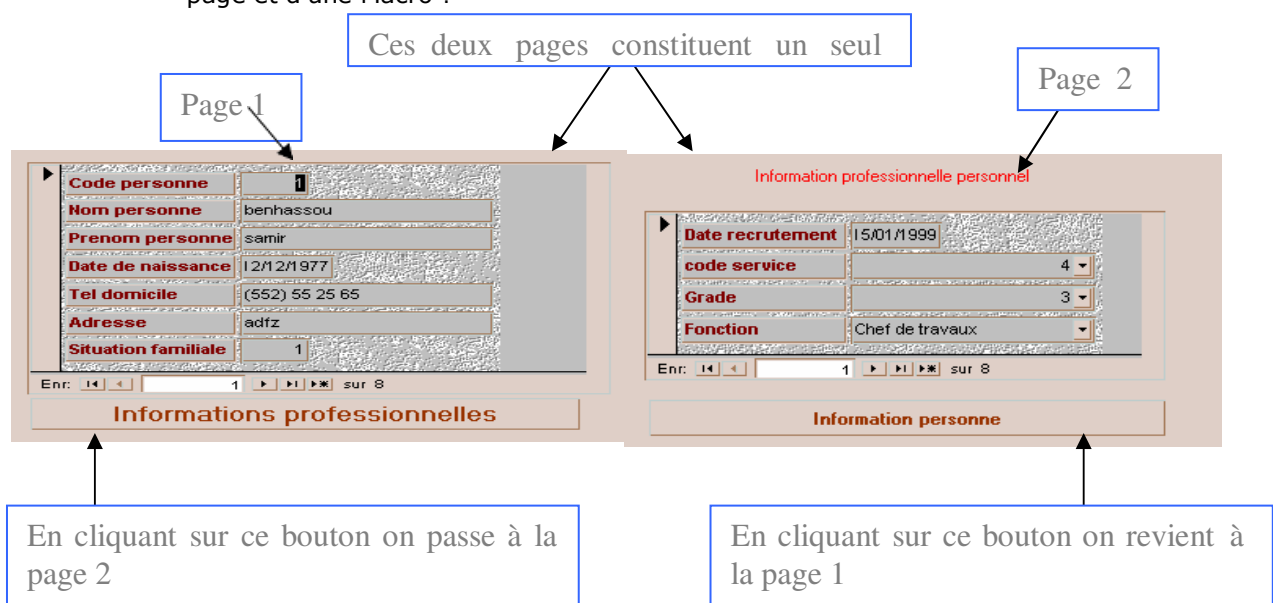 page et d'une Macro :
Ces deux pages constituent un seul
Page 1
Page 2
Code personne 1
Nom personne benhassou
Prenom personne samir
Date de naissance 12/12/1977
Tel domicile (552) 55 25 65
Adresse adfz
Situation familiale 1
Enr: 1 sur 8
Informations professionnelles
Information professionnelle personnel
Date recrutement 15/01/1999
code service 4
Grade 3
Fonction Chef de travaux
Enr: 1 sur 8
Information personne
En cliquant sur ce bouton on passe à la
page 2
En cliquant sur ce bouton on revient à
la page 1